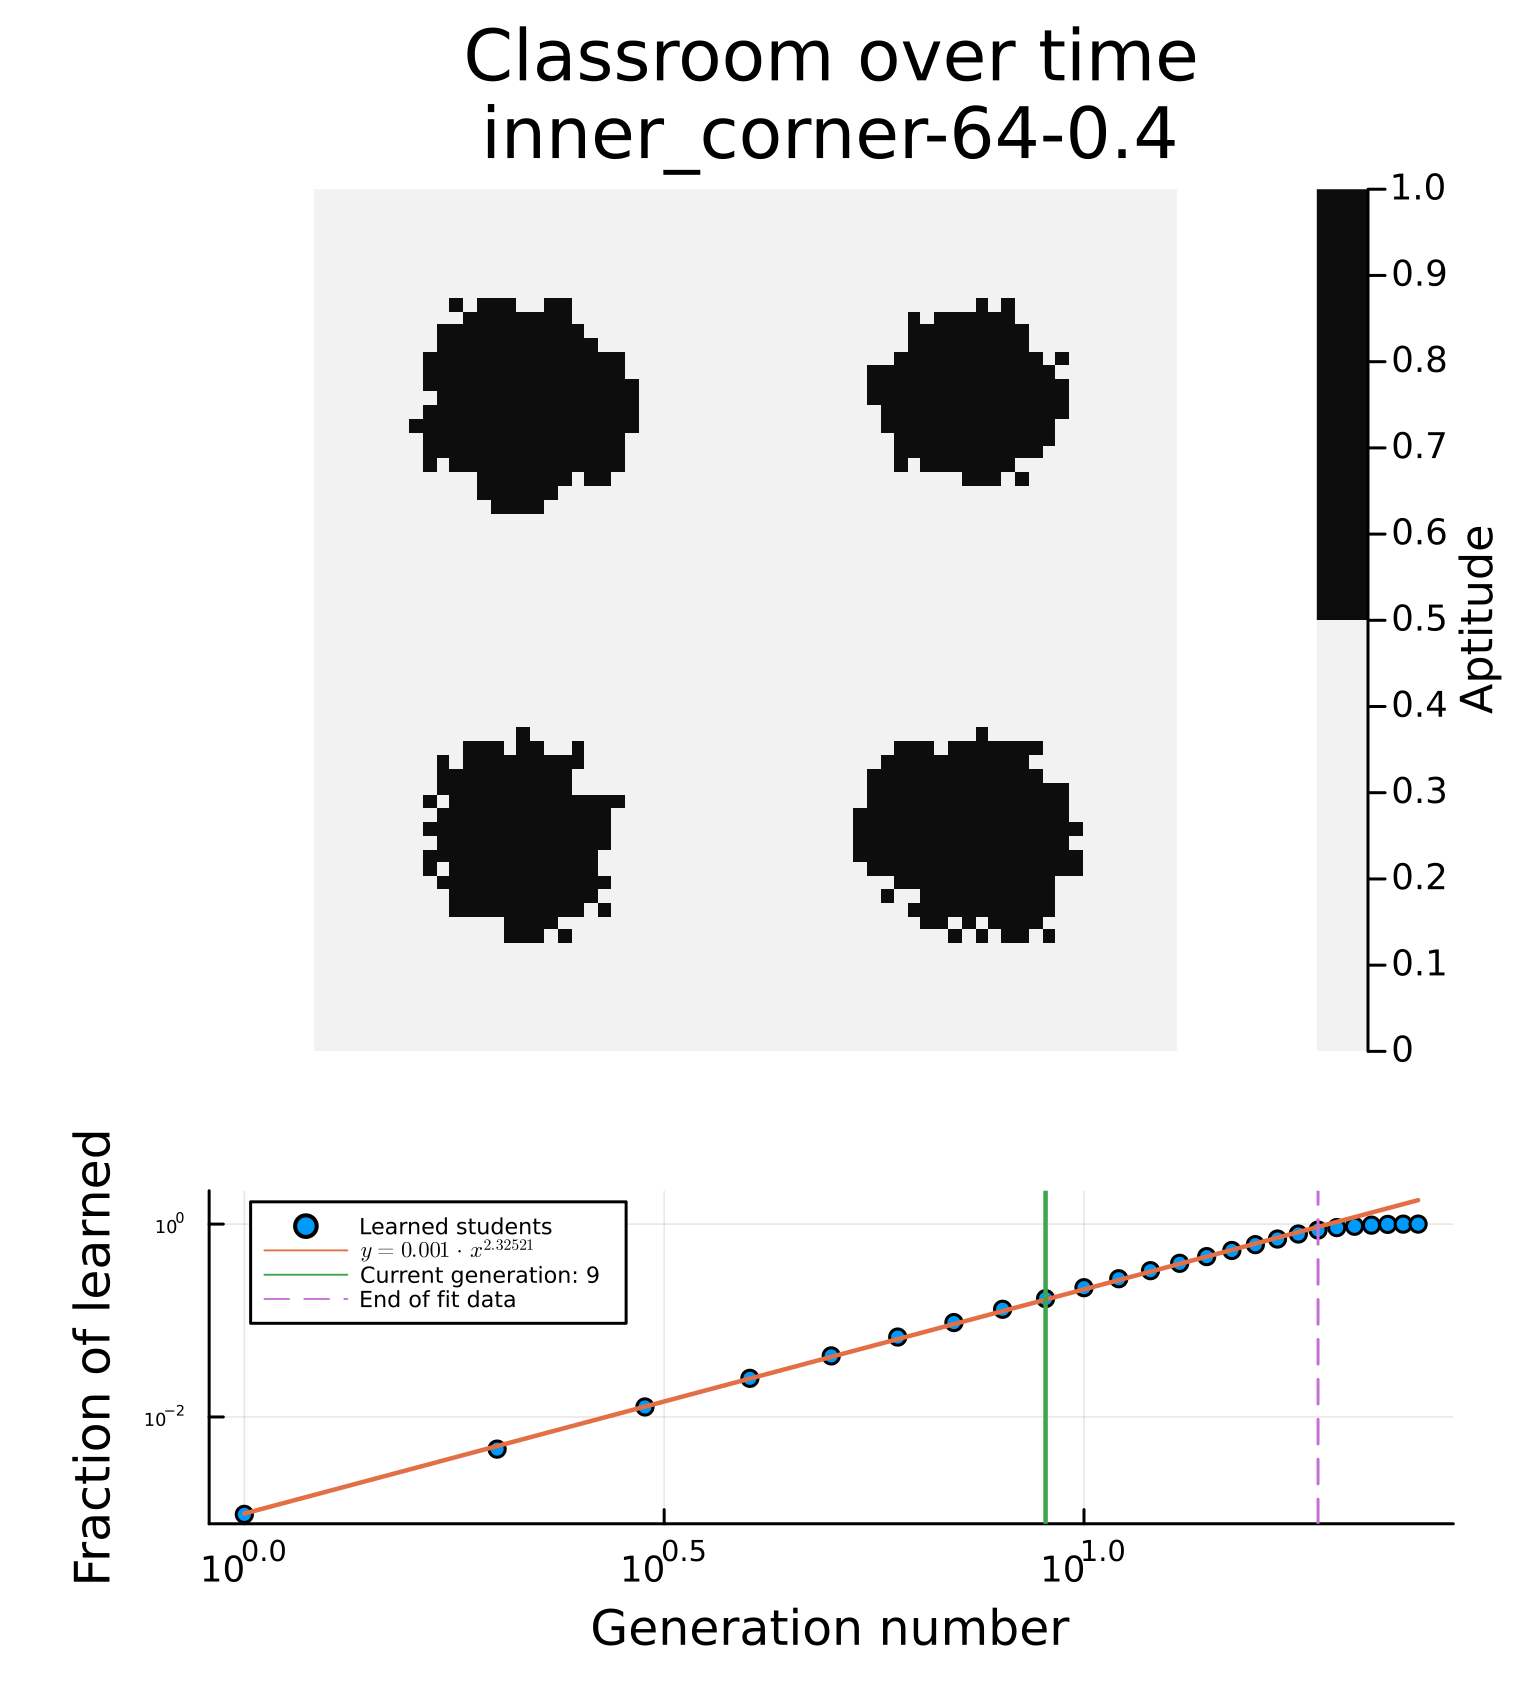 Classroom over time
inner_corner-64-0.4
1.0
0.9
0.8
0.7
0.6
0.5
0.4
0.3
0.2
0.1
0
Aptitude
Fraction of learned
10^0
10^−2
Learned students
y = 0.001 · x^2.32521
Current generation: 9
End of fit data
10^0.0
10^0.5
10^1.0
Generation number